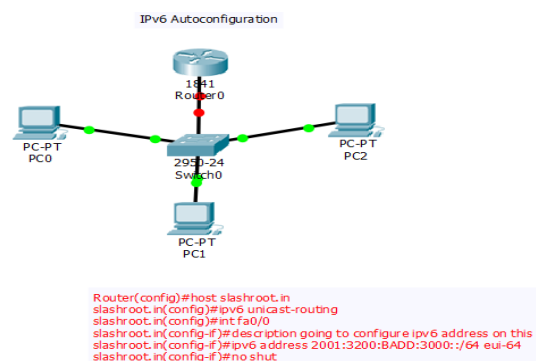 IPv6 Autoconfiguration
1841
Router0
PC-PT
PC0
2950-24
Switch0
PC-PT
PC2
PC-PT
PC1
Router(config)#host slashroot.in
slashroot.in(config)#ipv6 unicast-routing
slashroot.in(config)#int fa0/0
slashroot.in(config-if)#description going to configure ipv6 address on this
slashroot.in(config-if)#ipv6 address 2001:3200:BADD:3000::/64 eui-64
slashroot.in(config-if)#no shut